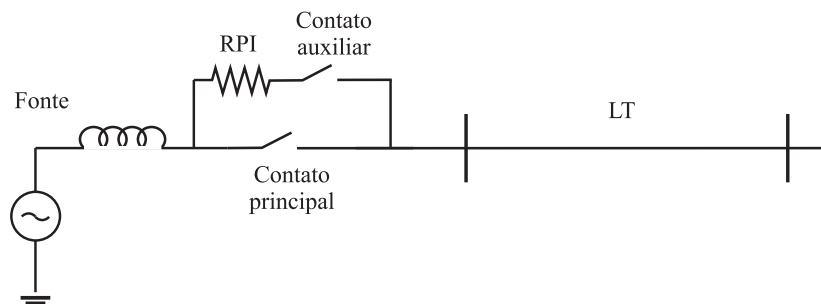 Contato
auxiliar
RPI
Fonte
LT
Contato
principal